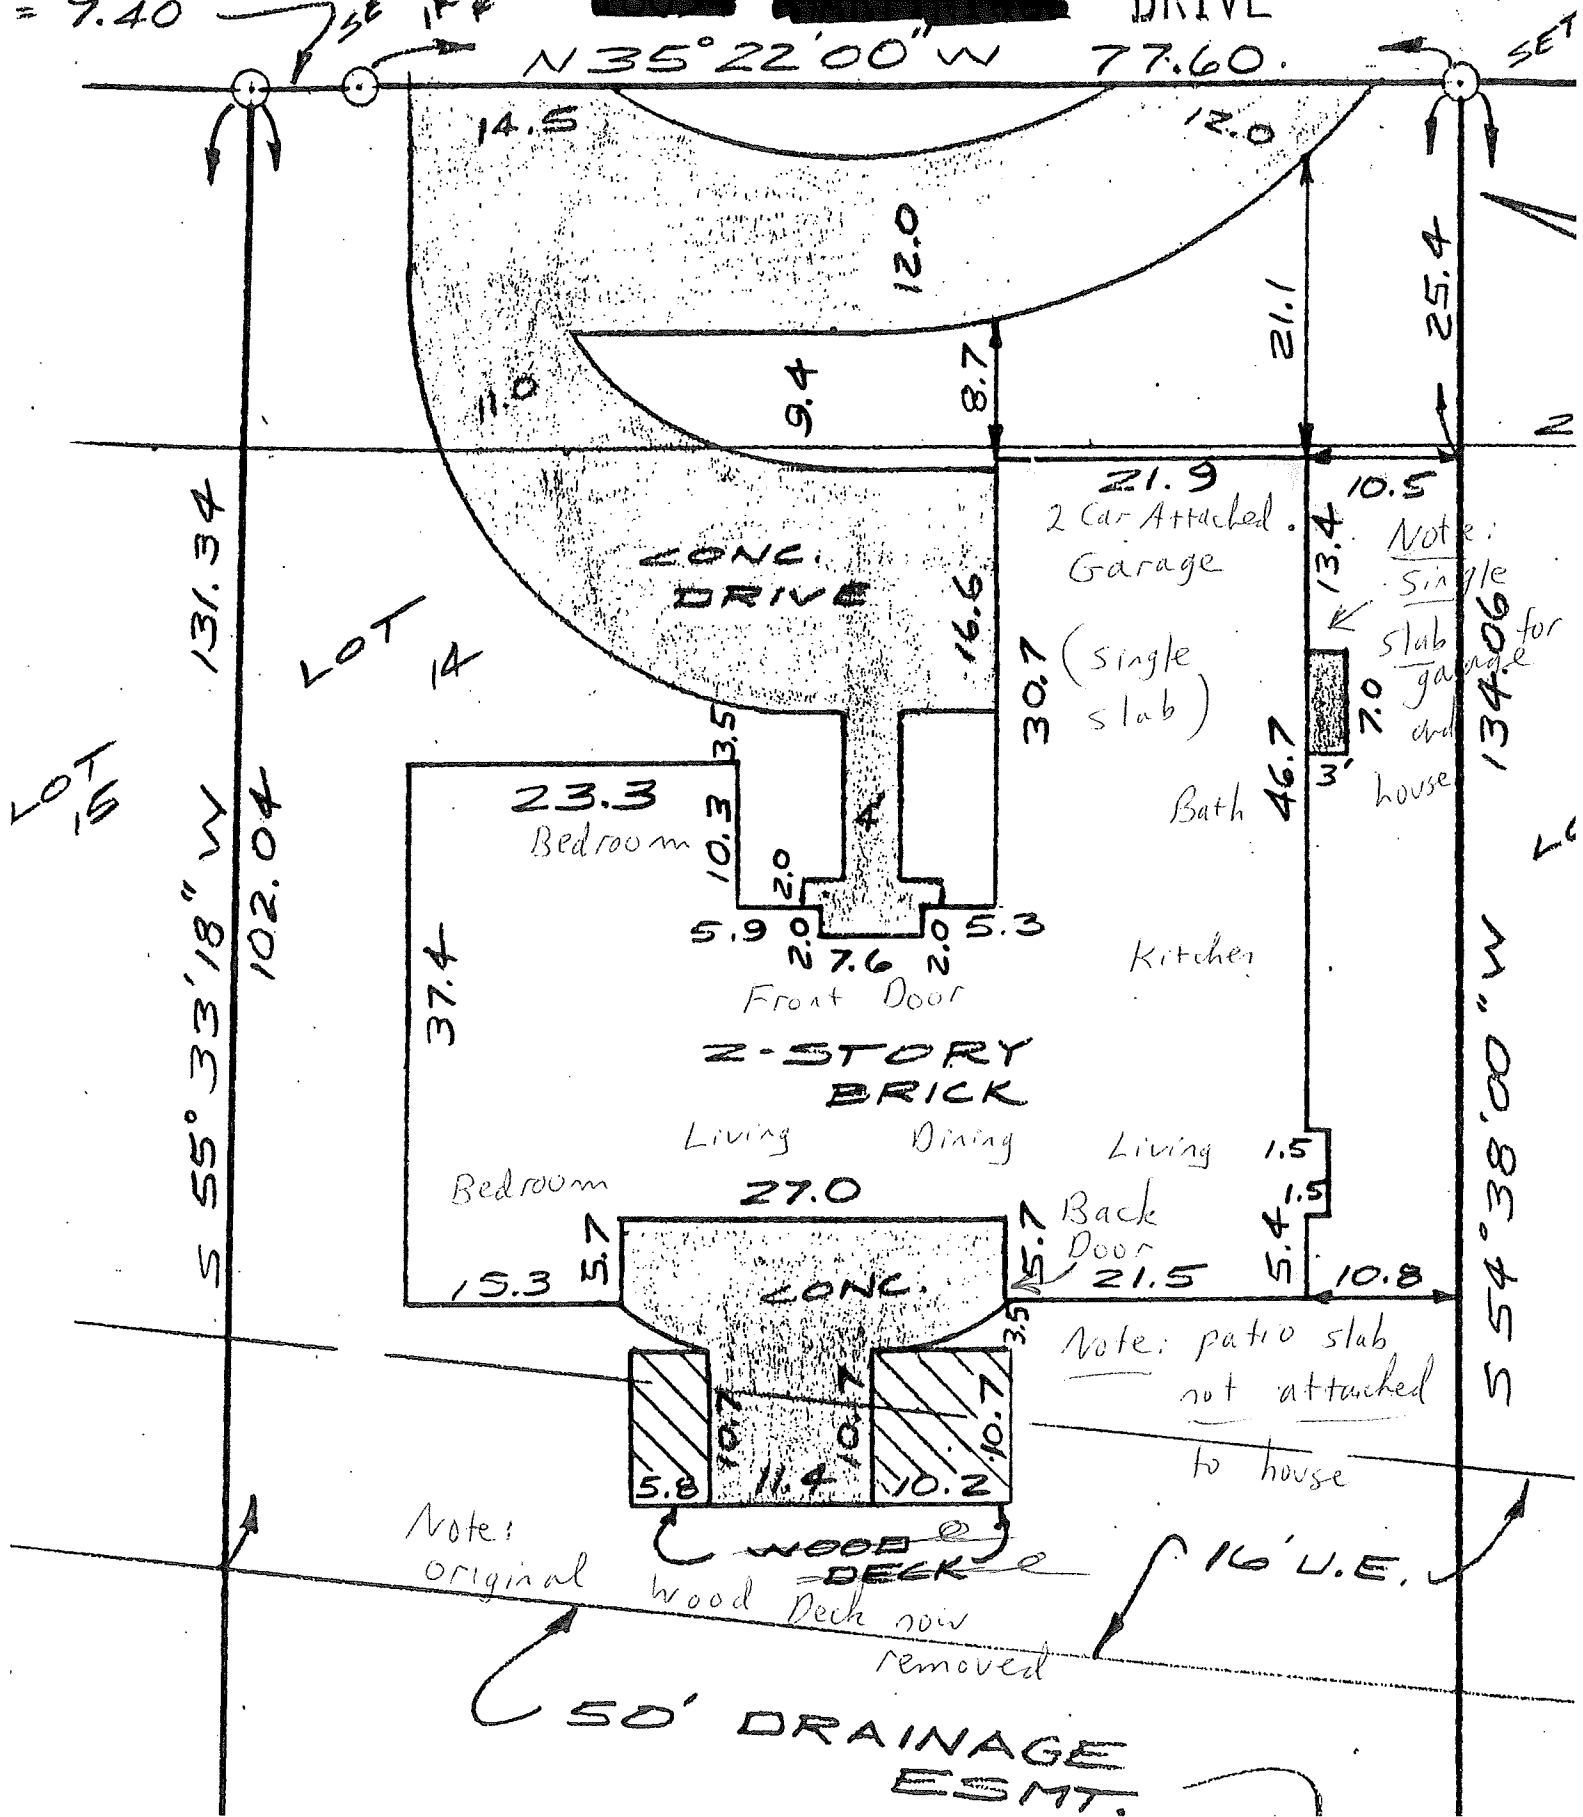 = 7.40
DRIVE
SET
N 35° 22' 00" W 77.60.
14.5
12.0
12.0
11.0
9.4
8.7
21.1
25.4
2
21.9
10.5
2 Car Attached
Garage
(single
slab)
13.4
Note:
single
slab for
garage
and
house
CONC.
DRIVE
16.6
30.7
46.7
7.0
3'
134.06
S 54° 38' 00" W
131.34
S 55° 33' 18" W
102.04
LOT
14
LOT
15
3.5
23.3
Bedroom
10.3
4
Bath
2.0
5.9
2.0
7.6
2.0
5.3
Front Door
Kitchen
37.4
2-STORY
BRICK
Living
Dining
Living
1.5
1.5
Bedroom
27.0
Back
Door
5.7
5.7
5.4
15.3
CONC.
21.5
10.8
3.5
Note: patio slab
not attached
to house
10.7
10.7
10.7
5.8
11.4
10.2
WOOD
DECK
Note:
original Wood Deck now
removed
16' U.E.
50' DRAINAGE
ESMT.